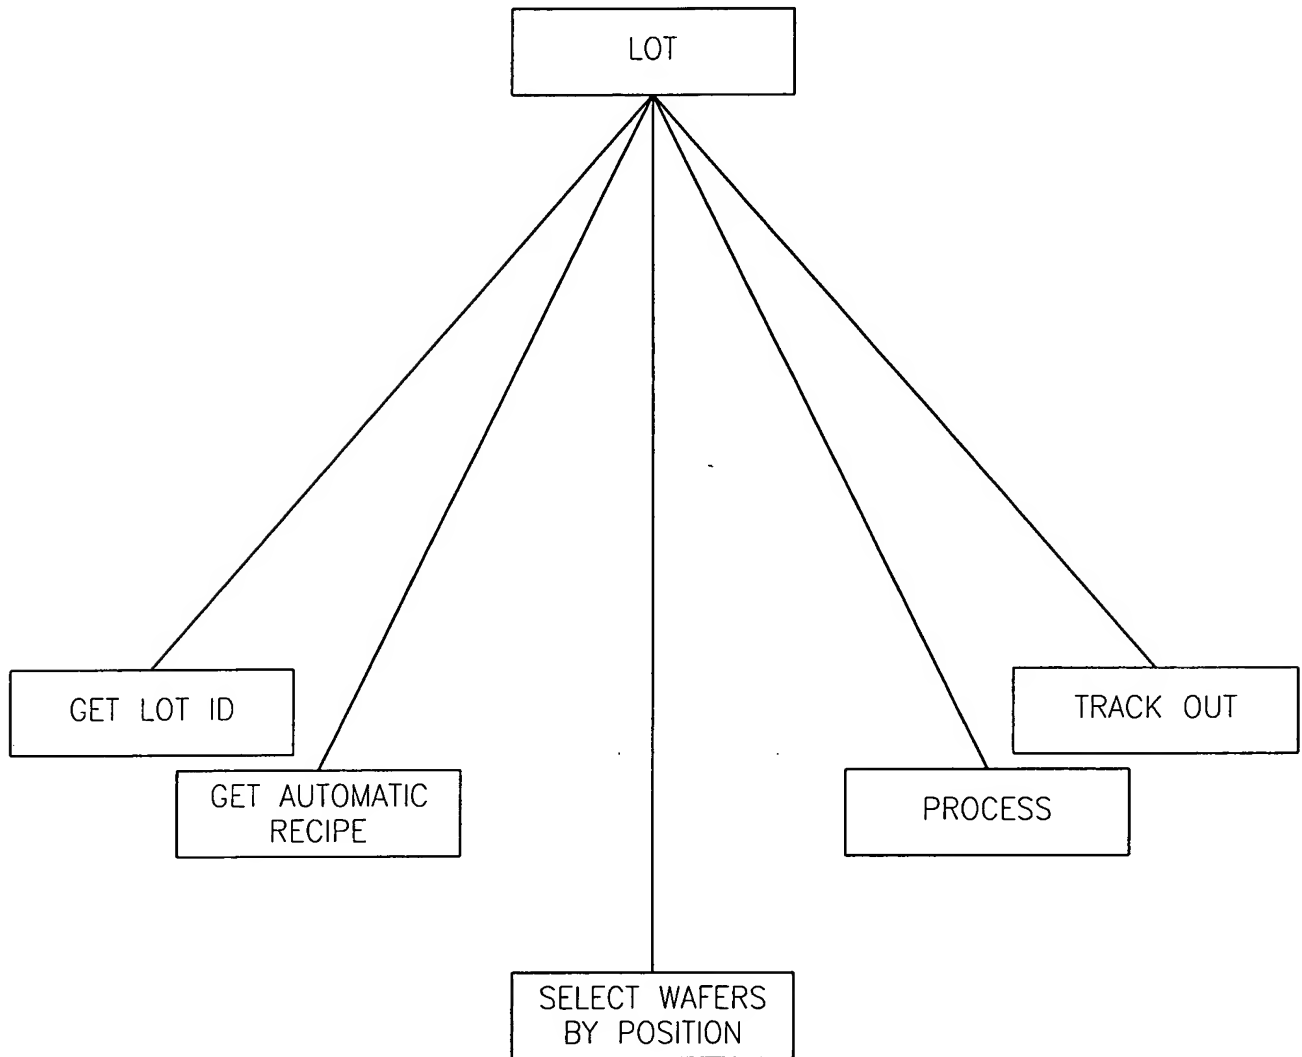 LOT
GET LOT ID
TRACK OUT
GET AUTOMATIC
RECIPE
PROCESS
SELECT WAFERS
BY POSITION